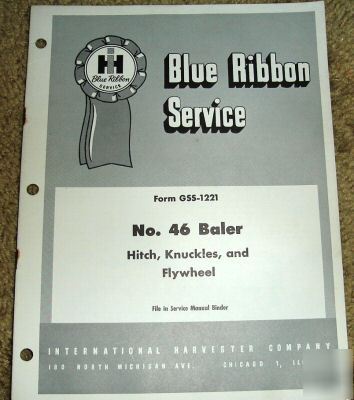 IH
Blue Ribbon
SERVICE
Blue Ribbon
Service
Form GSS-1221
No. 46 Baler
Hitch, Knuckles, and
Flywheel
File in Service Manual Binder
INTERNATIONAL HARVESTER COMPANY
180 NORTH MICHIGAN AVE. CHICAGO 1,